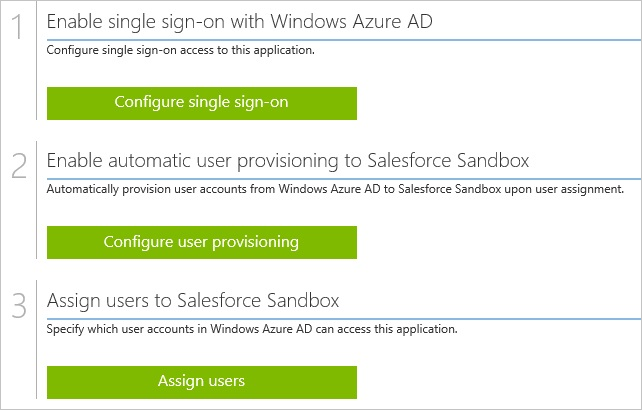 1
Enable single sign-on with Windows Azure AD
Configure single sign-on access to this application.
Configure single sign-on
2
Enable automatic user provisioning to Salesforce Sandbox
Automatically provision user accounts from Windows Azure AD to Salesforce Sandbox upon user assignment.
Configure user provisioning
3
Assign users to Salesforce Sandbox
Specify which user accounts in Windows Azure AD can access this application.
Assign users